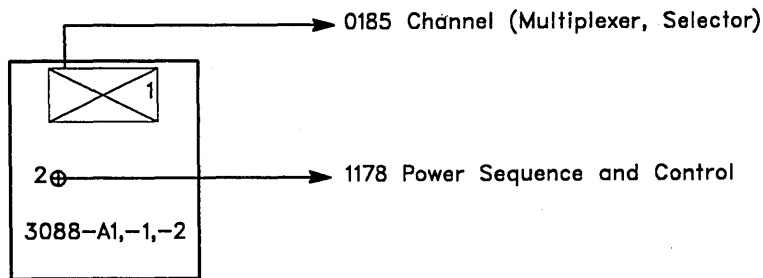 0185 Channel (Multiplexer, Selector)
1
2
1178 Power Sequence and Control
3088-A1,-1,-2